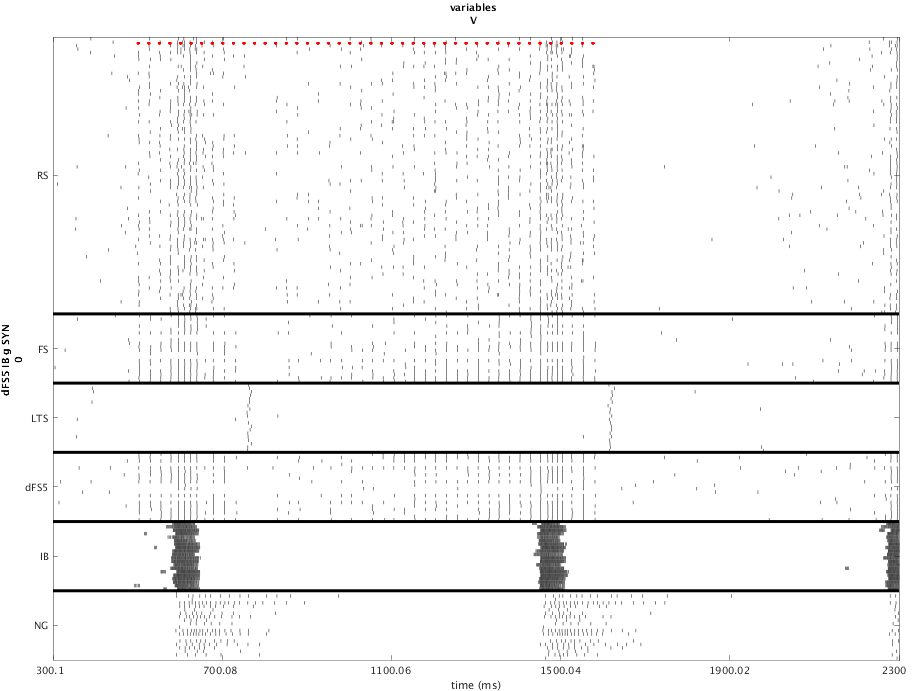 variables
V
RS
FS
LTS
dFS5
IB
NG
dFS5 IB g SYN
0
300.1
700.08
1100.06
1500.04
1900.02
2300
time (ms)